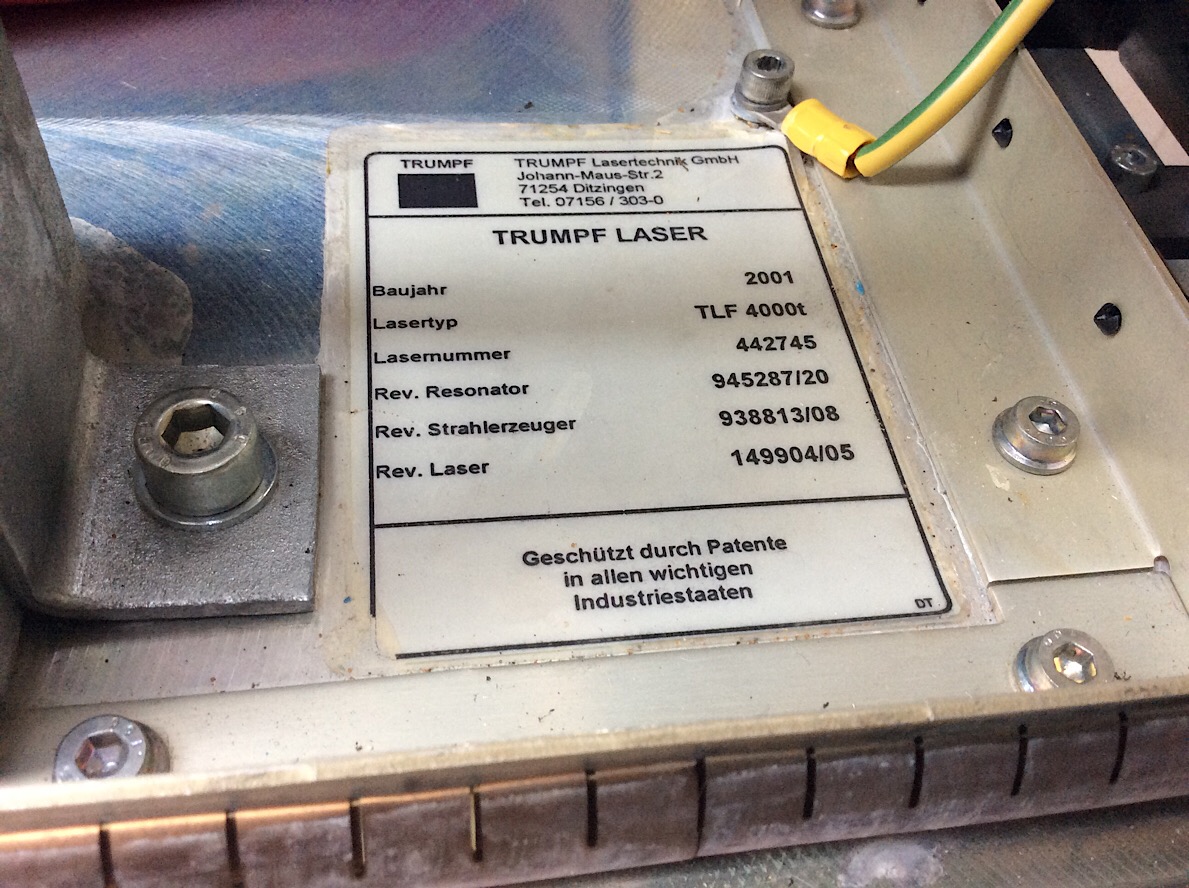 TRUMPF
TRUMPF Lasertechnik GmbH
Johann-Maus-Str.2
71254 Ditzingen
Tel. 07156 / 303-0
TRUMPF LASER
Baujahr 2001
Lasertyp TLF 4000t
Lasernummer 442745
Rev. Resonator 945287/20
Rev. Strahlerzeuger 938813/08
Rev. Laser 149904/05
Geschützt durch Patente
in allen wichtigen
Industriestaaten
DT